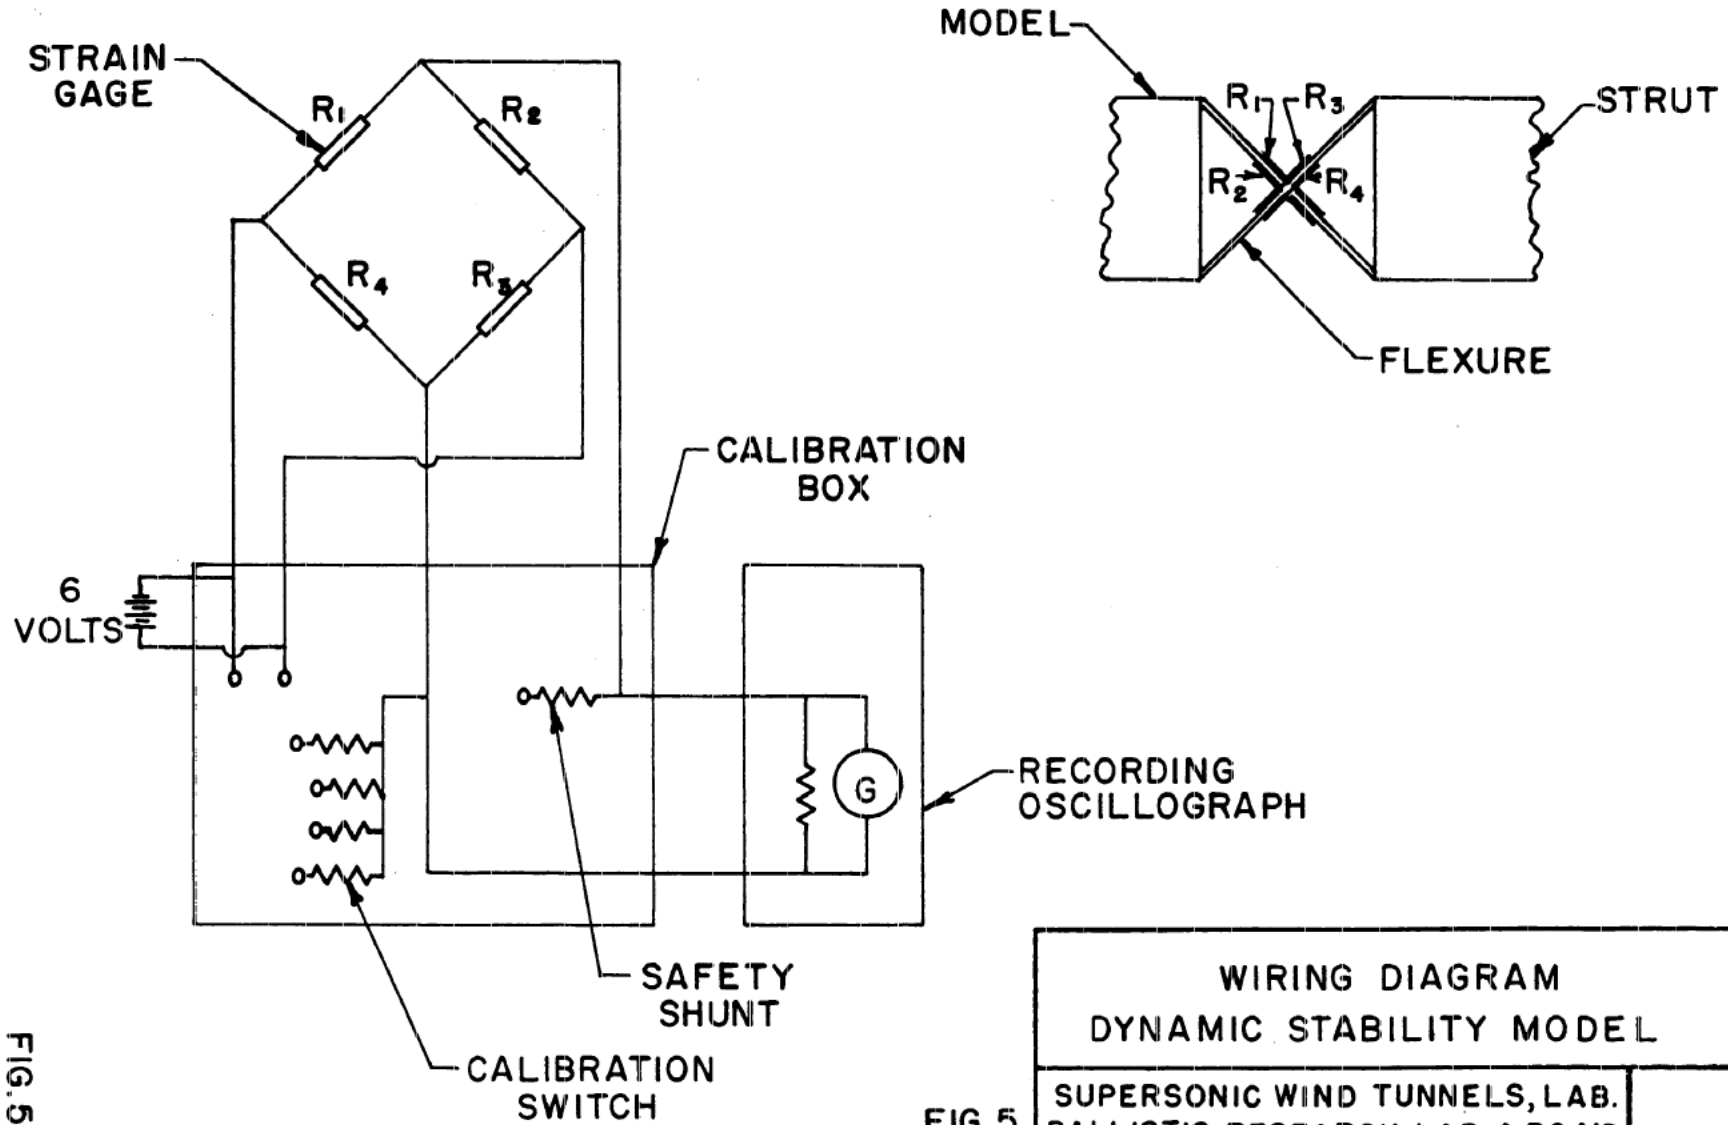 STRAIN
GAGE
R1
R2
R4
R3
MODEL
R1
R3
R2
R4
STRUT
FLEXURE
CALIBRATION
BOX
6
VOLTS
G
RECORDING
OSCILLOGRAPH
SAFETY
SHUNT
CALIBRATION
SWITCH
FIG.5
WIRING DIAGRAM
DYNAMIC STABILITY MODEL
FIG 5
SUPERSONIC WIND TUNNELS, LAB.